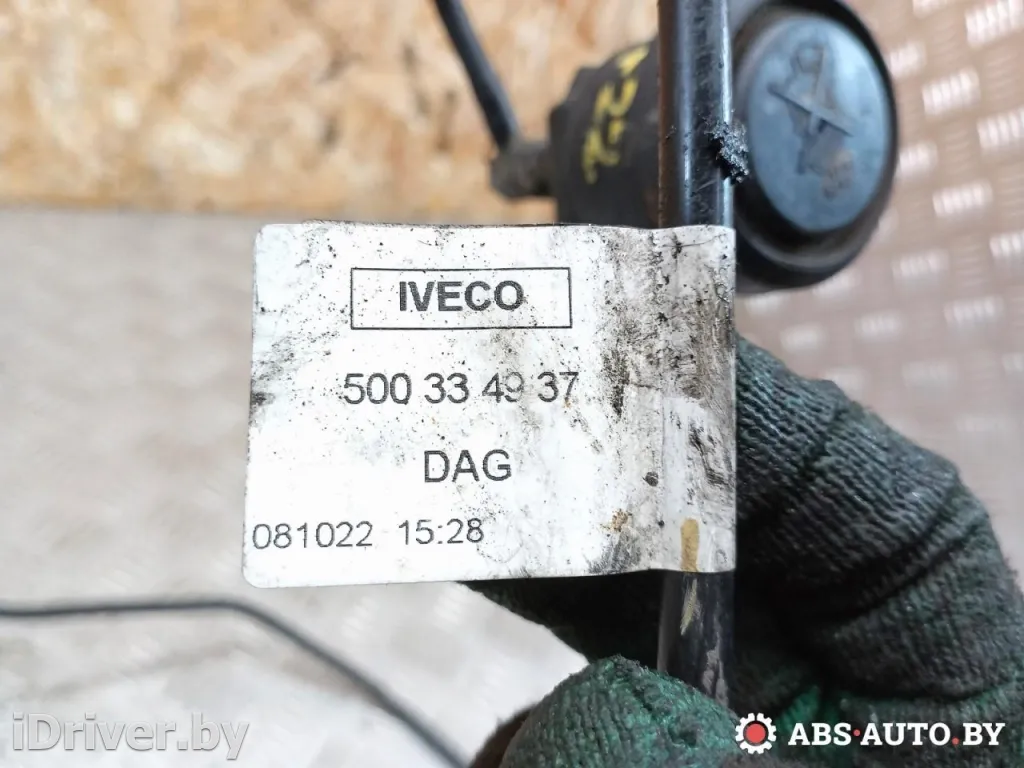 IVECO
500 33 49 37
DAG
081022 15:28
iDriver.by
ABS-AUTO.BY